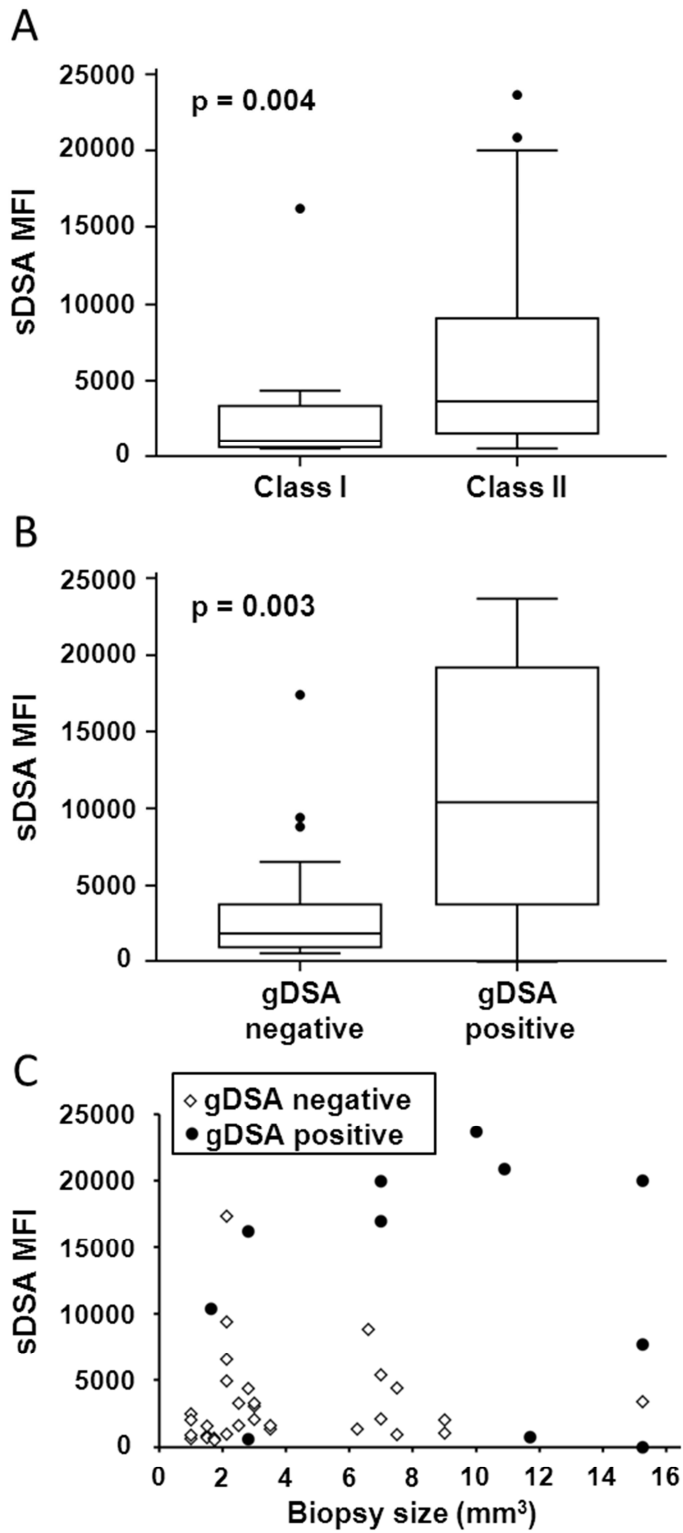 A
25000
20000
15000
10000
5000
0
sDSA MFI
p = 0.004
Class I
Class II
B
25000
20000
15000
10000
5000
0
sDSA MFI
p = 0.003
gDSA
negative
gDSA
positive
C
gDSA negative
gDSA positive
25000
20000
15000
10000
5000
0
sDSA MFI
0 2 4 6 8 10 12 14 16
Biopsy size (mm³)